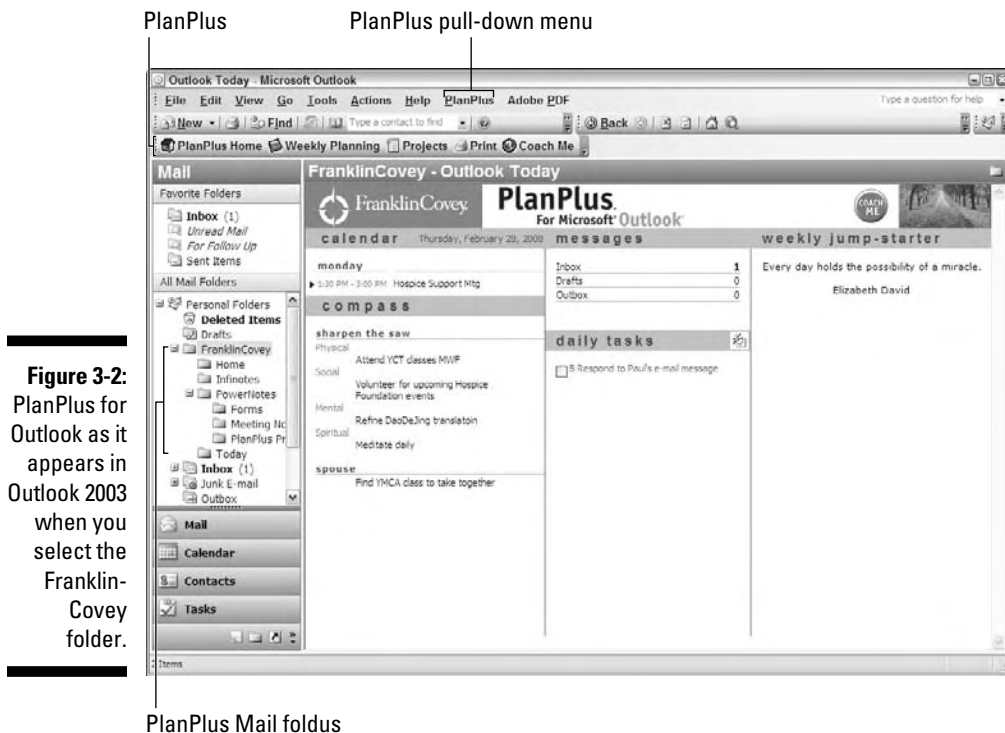 PlanPlus
PlanPlus pull-down menu
Outlook Today - Microsoft Outlook
File Edit View Go Tools Actions Help PlanPlus Adobe PDF
Type a question for help
New Find Type a contact to find Back
PlanPlus Home Weekly Planning Projects Print Coach Me
Mail
FranklinCovey - Outlook Today
Favorite Folders
Inbox (1)
Unread Mail
For Follow Up
Sent Items
All Mail Folders
Personal Folders
Deleted Items
Drafts
FranklinCovey
Home
Infinotes
PowerNotes
Forms
Meeting No
PlanPlus Pr
Today
Inbox (1)
Junk E-mail
Outbox
Mail
Calendar
Contacts
Tasks
Items
FranklinCovey
PlanPlus
For Microsoft Outlook
COACH ME
calendar
Thursday, February 20,
monday
PM - 3:00 PM Hospice Support Mtg
compass
sharpen the saw
Physical
Attend YCT classes MWF
Social
Volunteer for upcoming Hospice
Foundation events
Mental
Refine DaoDeJing translatoin
Spiritual
Meditate daily
spouse
Find YMCA class to take together
messages
Inbox 1
Drafts 0
Outbox 0
daily tasks
Respond to Paul's e-mail message
weekly jump-starter
Every day holds the possibility of a miracle.
Elizabeth David
Figure 3-2:
PlanPlus for
Outlook as it
appears in
Outlook 2003
when you
select the
Franklin-
Covey
folder.
PlanPlus Mail foldus